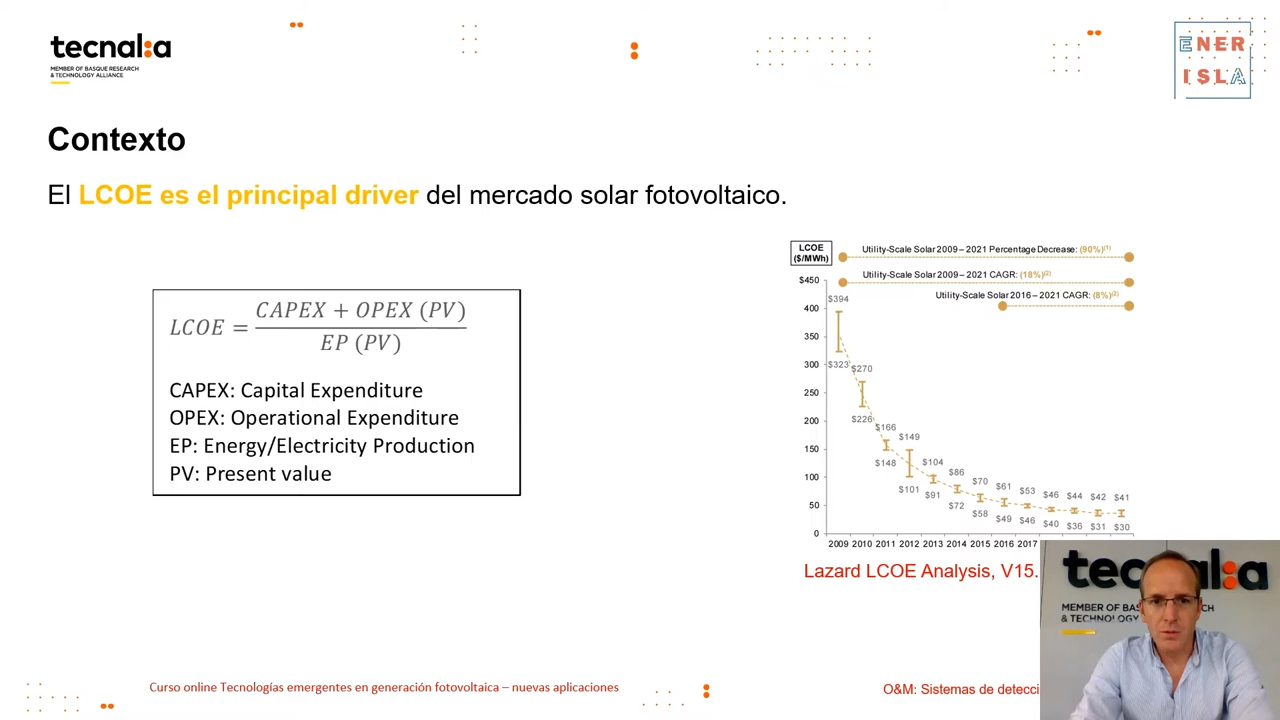 tecnal:a
MEMBER OF BASQUE RESEARCH
& TECHNOLOGY ALLIANCE
ENER
ISLA
Contexto
El LCOE es el principal driver del mercado solar fotovoltaico.
LCOE = CAPEX + OPEX (PV) / EP (PV)
CAPEX: Capital Expenditure
OPEX: Operational Expenditure
EP: Energy/Electricity Production
PV: Present value
LCOE
($/MWh)
Utility-Scale Solar 2009 – 2021 Percentage Decrease: (90%)(1)
Utility-Scale Solar 2009 – 2021 CAGR: (18%)(2)
Utility-Scale Solar 2016 – 2021 CAGR: (8%)(2)
$450
400
350
300
250
200
150
100
50
0
$394
$323
$270
$226
$166
$148
$149
$101
$104
$91
$86
$72
$70
$58
$61
$49
$53
$46
$46
$40
$44
$36
$42
$31
$41
$30
2009 2010 2011 2012 2013 2014 2015 2016 2017
Lazard LCOE Analysis, V15.
tecnal:a
MEMBER OF BAS
& TECHNOLOGY
Curso online Tecnologías emergentes en generación fotovoltaica – nuevas aplicaciones
O&M: Sistemas de detecci